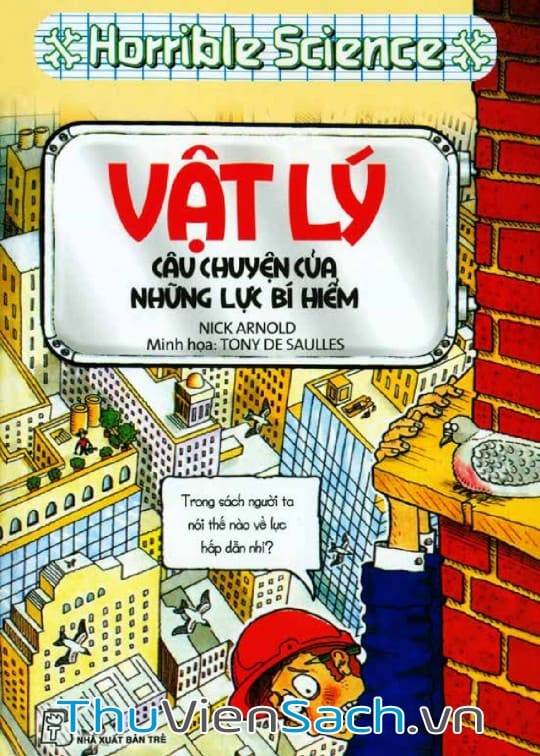 Horrible Science
VẬT LÝ
CÂU CHUYỆN CỦA
NHỮNG LỰC BÍ HIỂM
NICK ARNOLD
Minh họa: TONY DE SAULLES
Trong sách người ta
nói thế nào về lực
hấp dẫn nhỉ?
ThuVienSach.vn
NHÀ XUẤT BẢN TRẺ